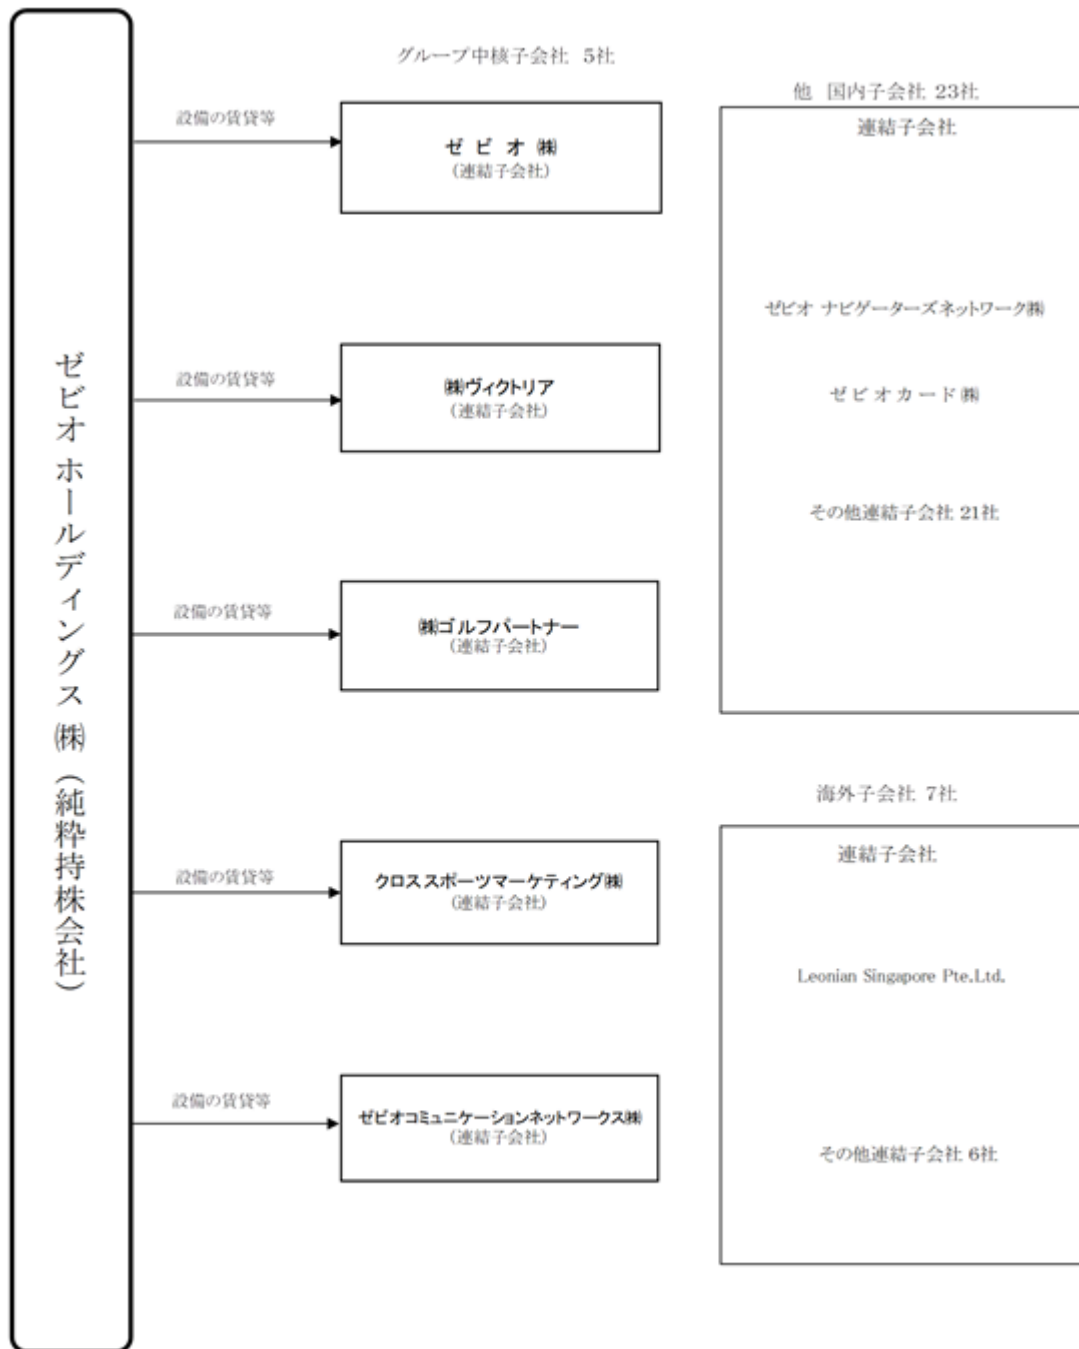 ゼビオホールディングス㈱(純粋持株会社)
グループ中核子会社 5社
設備の賃貸等
ゼビオ㈱
(連結子会社)
設備の賃貸等
㈱ヴィクトリア
(連結子会社)
設備の賃貸等
㈱ゴルフパートナー
(連結子会社)
設備の賃貸等
クロススポーツマーケティング㈱
(連結子会社)
設備の賃貸等
ゼビオコミュニケーションネットワークス㈱
(連結子会社)
他 国内子会社 23社
連結子会社
ゼビオ ナビゲーターズネットワーク㈱
ゼビオカード㈱
その他連結子会社 21社
海外子会社 7社
連結子会社
Leonian Singapore Pte.Ltd.
その他連結子会社 6社